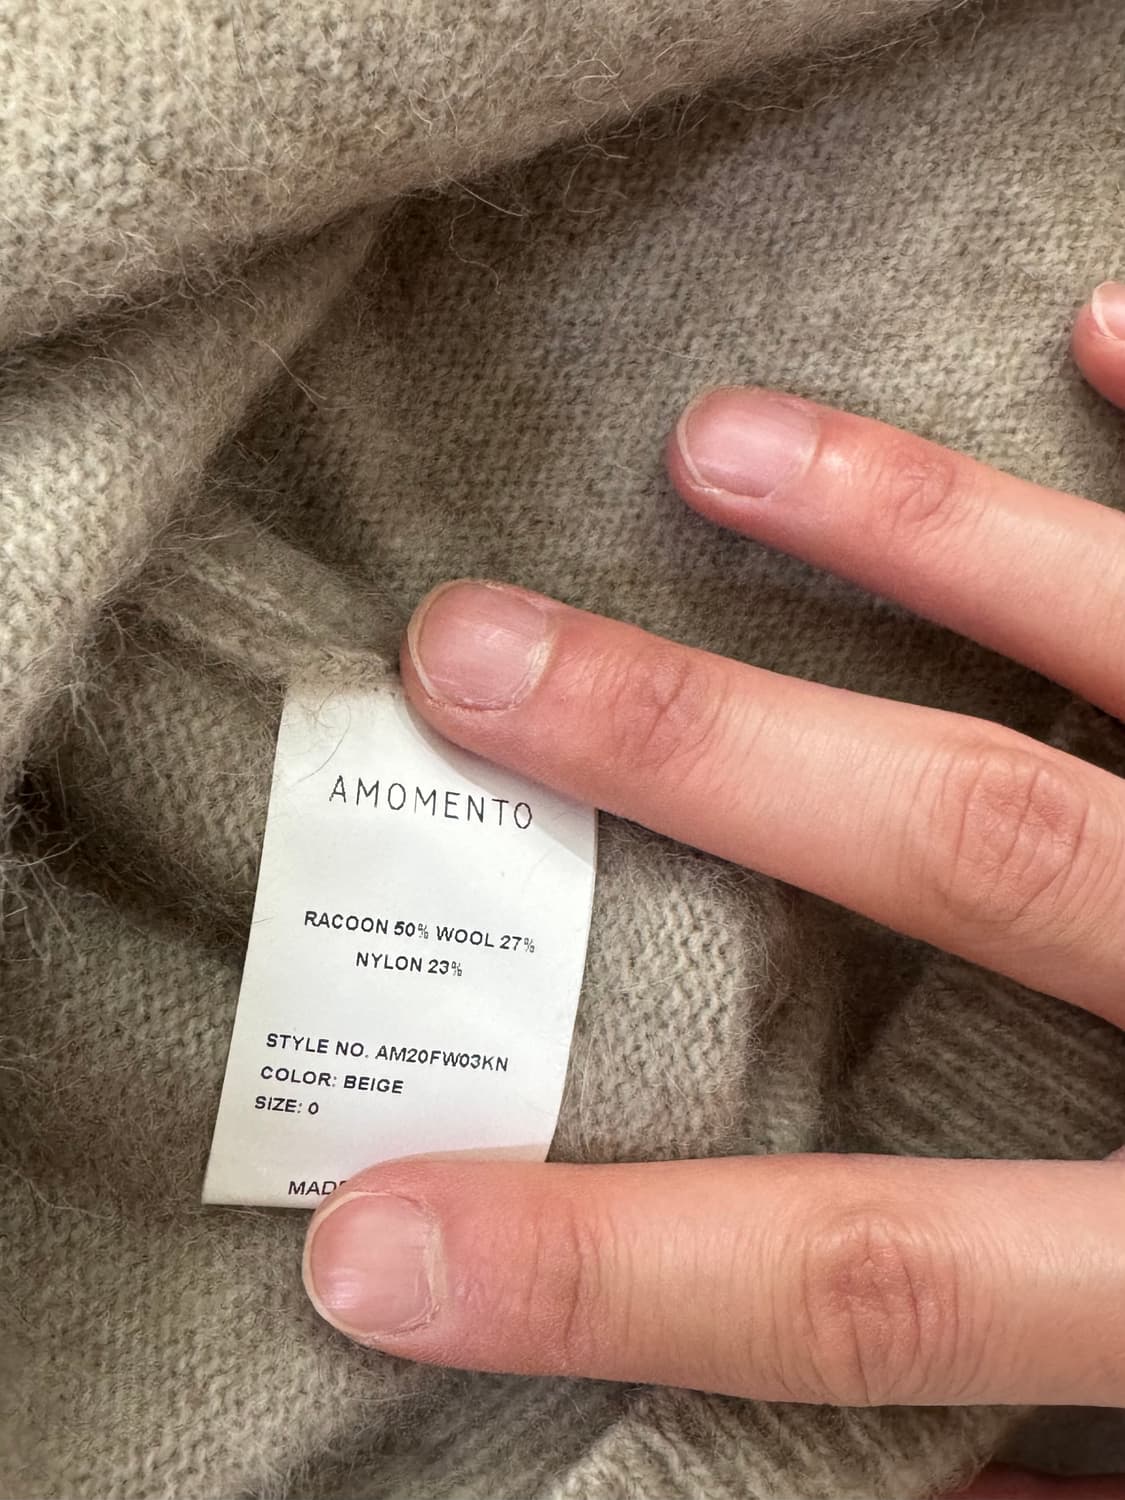 AMOMENTO
RACOON 50% WOOL 27%
NYLON 23%
STYLE NO. AM20FW03KN
COLOR: BEIGE
SIZE: 0